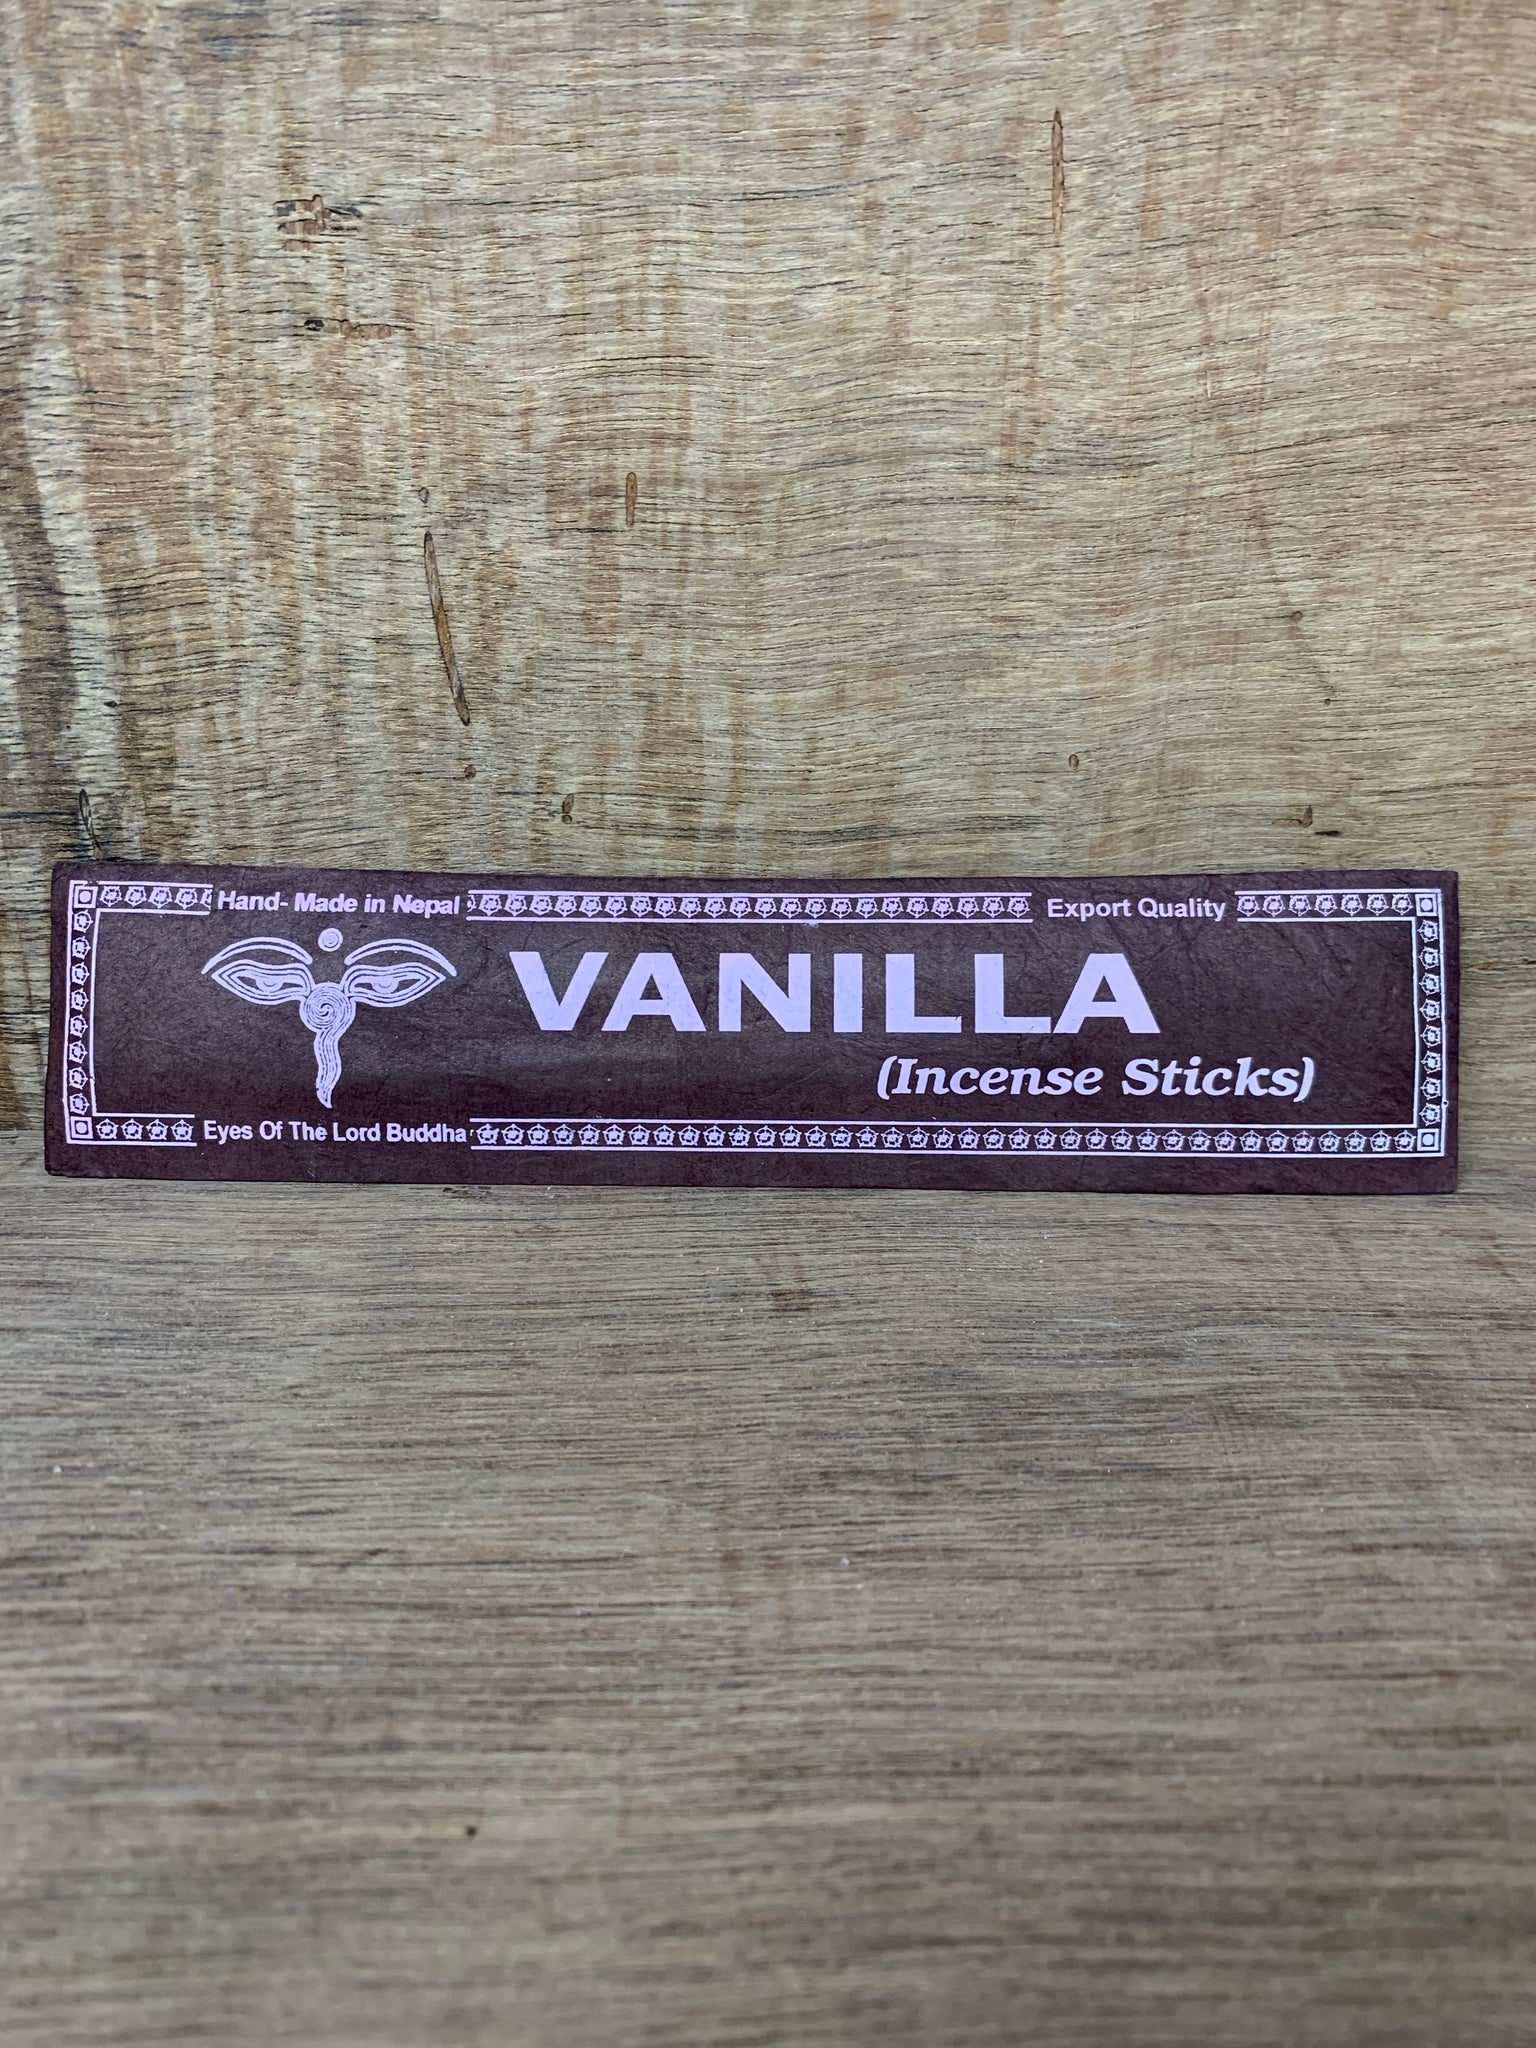 Hand- Made in Nepal
Export Quality
VANILLA
(Incense Sticks)
Eyes Of The Lord Buddha